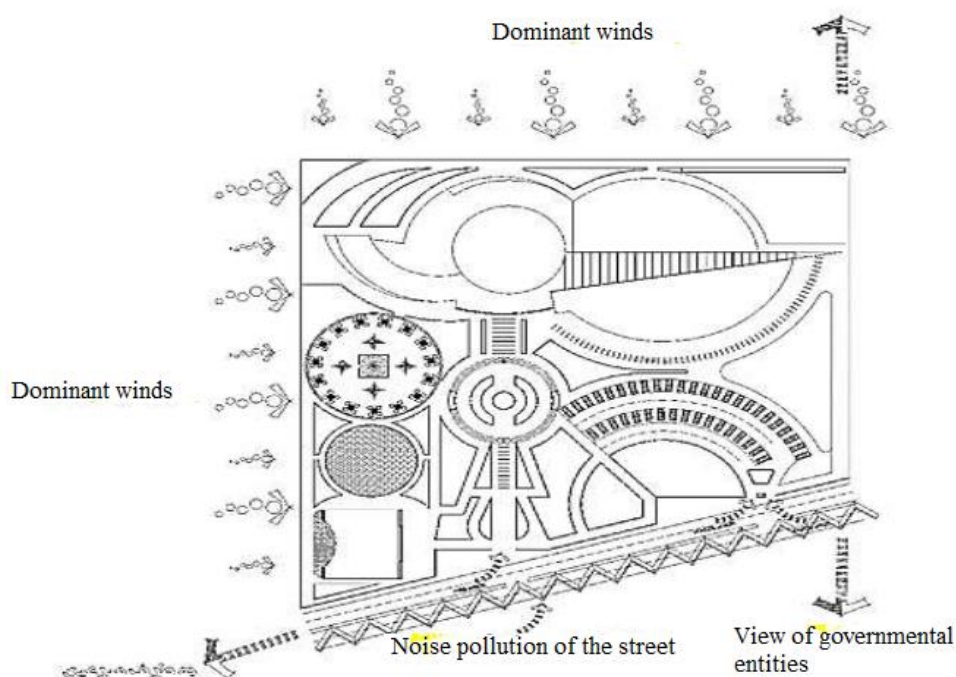 Dominant winds
Dominant winds
Noise pollution of the street
View of governmental
entities